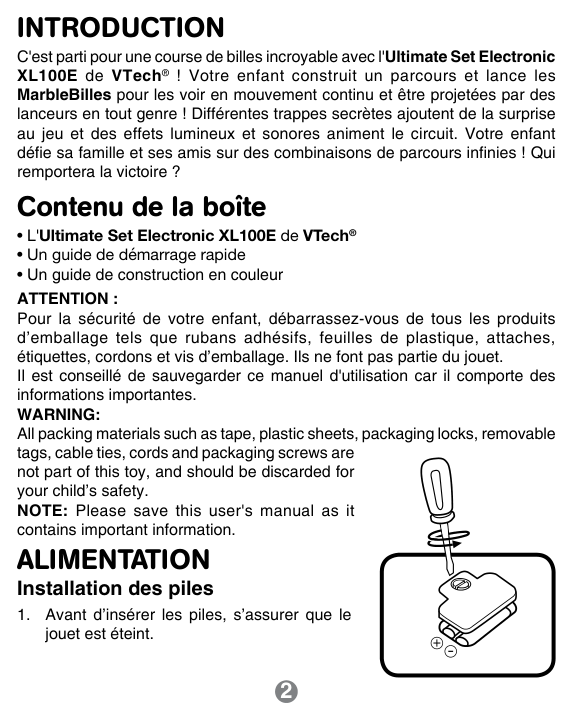 INTRODUCTION
C'est parti pour une course de billes incroyable avec l'Ultimate Set Electronic
XL100E de VTech® ! Votre enfant construit un parcours et lance les
MarbleBilles pour les voir en mouvement continu et être projetées par des
lanceurs en tout genre ! Différentes trappes secrètes ajoutent de la surprise
au jeu et des effets lumineux et sonores animent le circuit. Votre enfant
défie sa famille et ses amis sur des combinaisons de parcours infinies ! Qui
remportera la victoire ?
Contenu de la boîte
• L'Ultimate Set Electronic XL100E de VTech®
• Un guide de démarrage rapide
• Un guide de construction en couleur
ATTENTION :
Pour la sécurité de votre enfant, débarrassez-vous de tous les produits
d’emballage tels que rubans adhésifs, feuilles de plastique, attaches,
étiquettes, cordons et vis d’emballage. Ils ne font pas partie du jouet.
Il est conseillé de sauvegarder ce manuel d'utilisation car il comporte des
informations importantes.
WARNING:
All packing materials such as tape, plastic sheets, packaging locks, removable
tags, cable ties, cords and packaging screws are
not part of this toy, and should be discarded for
your child’s safety.
NOTE: Please save this user's manual as it
contains important information.
ALIMENTATION
Installation des piles
1. Avant d’insérer les piles, s’assurer que le
jouet est éteint.
+
-
2